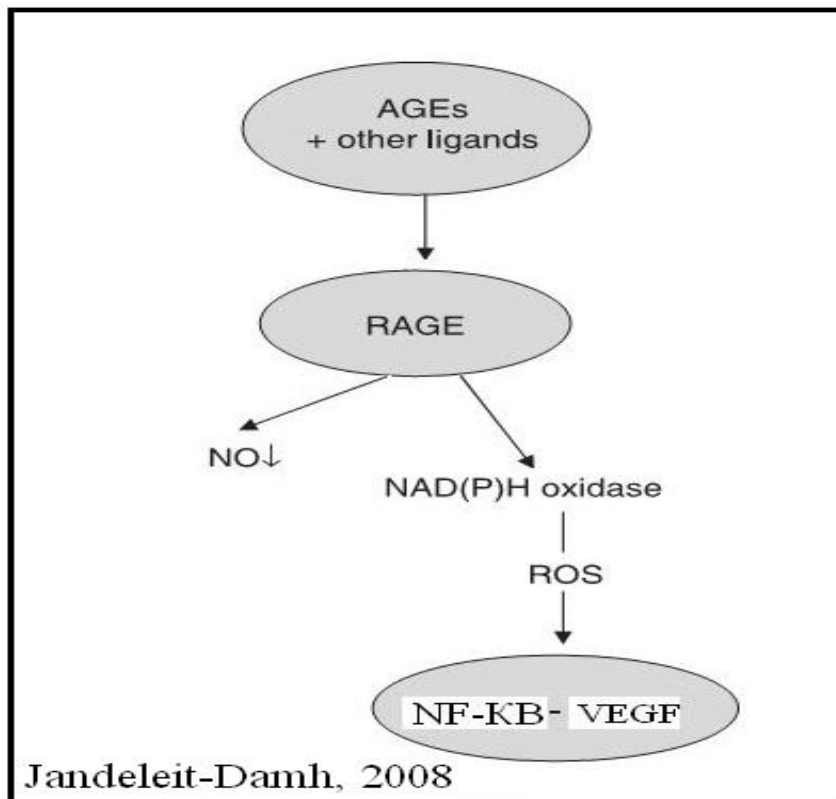 AGEs
+ other ligands
RAGE
NO↓
NAD(P)H oxidase
ROS
NF-KB- VEGF
Jandeleit-Damh, 2008